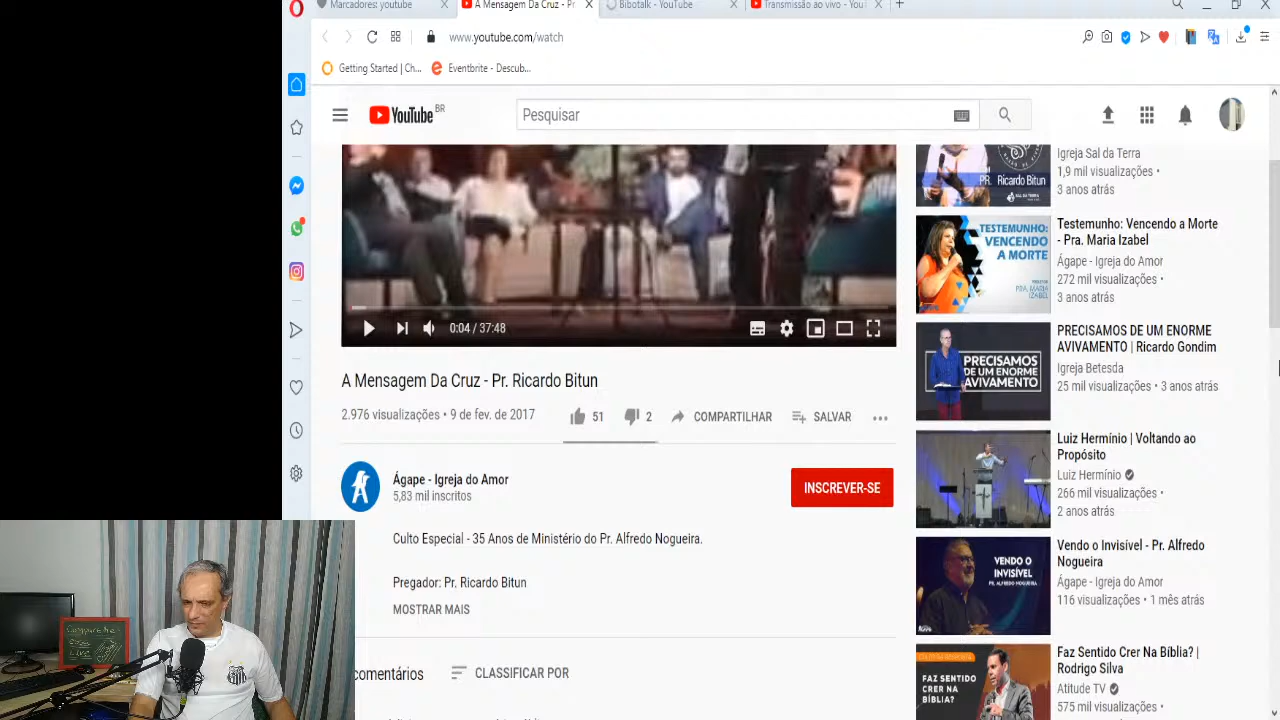 Marcadores: youtube
A Mensagem Da Cruz - Pr
Bibotalk - YouTube
Transmissão ao vivo - You
www.youtube.com/watch
Getting Started | Ch...
Eventbrite - Descub...
YouTube BR
Pesquisar
0:04 / 37:48
A Mensagem Da Cruz - Pr. Ricardo Bitun
2.976 visualizações • 9 de fev. de 2017
51
2
COMPARTILHAR
SALVAR
Ágape - Igreja do Amor
5,83 mil inscritos
INSCREVER-SE
Culto Especial - 35 Anos de Ministério do Pr. Alfredo Nogueira.
Pregador: Pr. Ricardo Bitun
MOSTRAR MAIS
comentários
CLASSIFICAR POR
PR. Ricardo Bitun
SAL DA TERRA
Igreja Sal da Terra
1,9 mil visualizações •
3 anos atrás
TESTEMUNHO:
VENCENDO
A MORTE
PRA. MARIA
IZABEL
Testemunho: Vencendo a Morte
- Pra. Maria Izabel
Ágape - Igreja do Amor
272 mil visualizações •
3 anos atrás
PRECISAMOS
DE UM ENORME
AVIVAMENTO
PRECISAMOS DE UM ENORME
AVIVAMENTO | Ricardo Gondim
Igreja Betesda
25 mil visualizações • 3 anos atrás
Luiz Hermínio | Voltando ao
Propósito
Luiz Hermínio
266 mil visualizações •
2 anos atrás
VENDO O
INVISÍVEL
PR. ALFREDO NOGUEIRA
Vendo o Invisível - Pr. Alfredo
Nogueira
Ágape - Igreja do Amor
116 visualizações • 1 mês atrás
FAZ SENTIDO
CRER NA
BÍBLIA?
Faz Sentido Crer Na Bíblia? |
Rodrigo Silva
Atitude TV
575 mil visualizações •